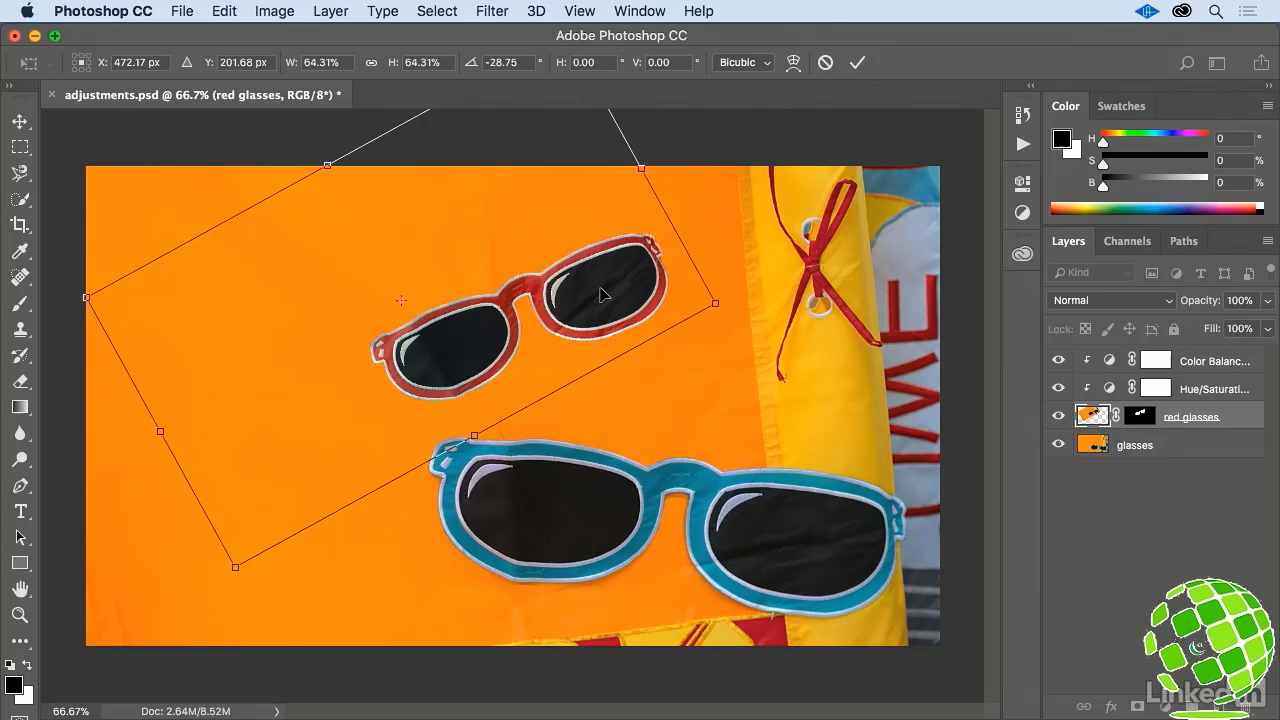 Photoshop CC File Edit Image Layer Type Select Filter 3D View Window Help
Adobe Photoshop CC
X: 472.17 px Y: 201.68 px W: 64.31% H: 64.31% -28.75 ° H: 0.00 ° V: 0.00 ° Bicubic
× adjustments.psd @ 66.7% (red glasses, RGB/8*) *
Color Swatches
H 0 °
S 0 %
B 0 %
Layers Channels Paths
Kind
Normal Opacity: 100%
Lock: Fill: 100%
Color Balanc...
Hue/Saturati...
red glasses
glasses
66.67% Doc: 2.64M/8.52M